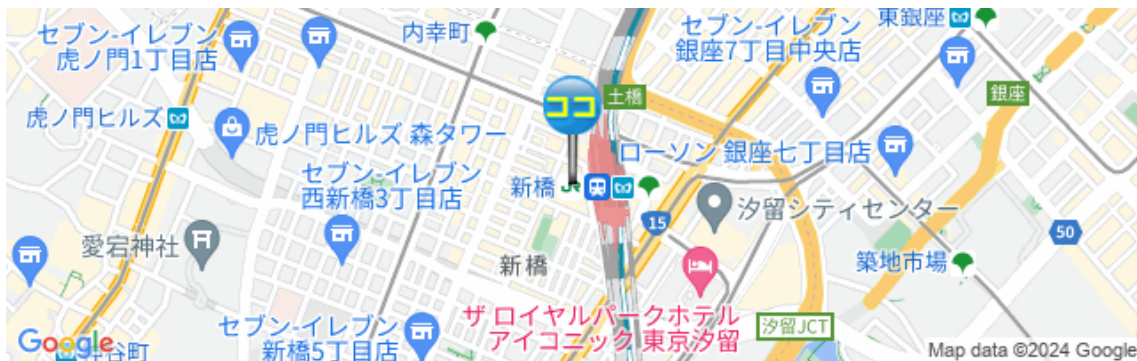 セブン-イレブン
虎ノ門1丁目店
内幸町
セブン-イレブン
銀座7丁目中央店
東銀座
土橋
銀座
ココ
虎ノ門ヒルズ
虎ノ門ヒルズ 森タワー
ローソン 銀座七丁目店
セブン-イレブン
西新橋3丁目店
新橋
JR
15
汐留シティセンター
50
愛宕神社
新橋
築地市場
ザ ロイヤルパークホテル
アイコニック 東京汐留
汐留JCT
セブン-イレブン
新橋5丁目店
Google
谷町
Map data ©2024 Google